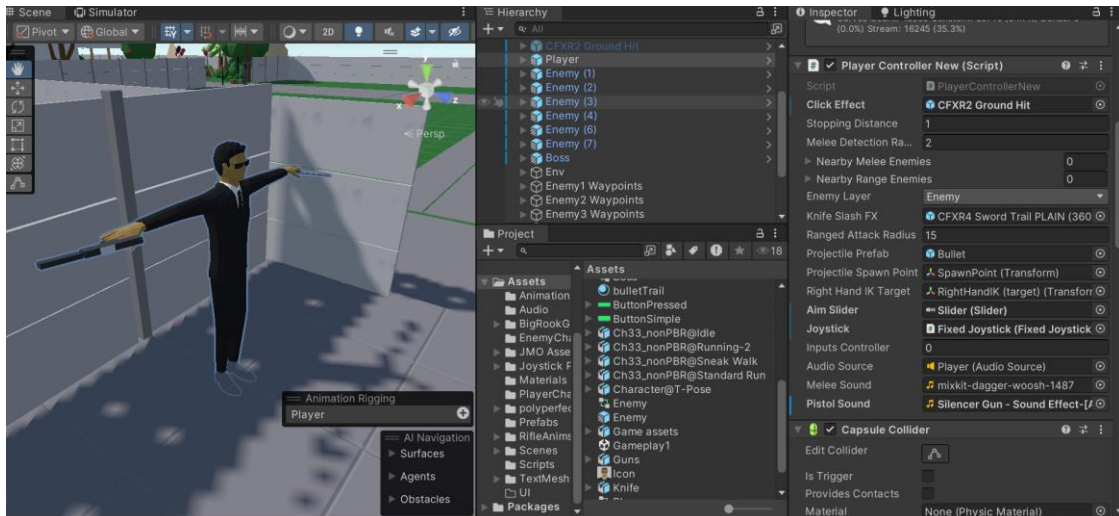 Scene
Simulator
Pivot
Global
2D
y
x
z
Persp
Animation Rigging
Player
AI Navigation
Surfaces
Agents
Obstacles
Hierarchy
All
CFXR2 Ground Hit
Player
Enemy (1)
Enemy (2)
Enemy (3)
Enemy (4)
Enemy (6)
Enemy (7)
Boss
Env
Enemy1 Waypoints
Enemy2 Waypoints
Enemy3 Waypoints
Project
18
Assets
Animation
Audio
BigRookG
EnemyCha
JMO Asse
Joystick P
Materials
PlayerCha
polyperfec
Prefabs
RifleAnims
Scenes
Scripts
TextMesh
UI
Packages
Assets
bulletTrail
ButtonPressed
ButtonSimple
Ch33_nonPBR@Idle
Ch33_nonPBR@Running-2
Ch33_nonPBR@Sneak Walk
Ch33_nonPBR@Standard Run
Character@T-Pose
Enemy
Enemy
Game assets
Gameplay1
Guns
Icon
Knife
Inspector
Lighting
(0.0%) Stream: 16245 (35.3%)
Player Controller New (Script)
Script PlayerControllerNew
Click Effect CFXR2 Ground Hit
Stopping Distance 1
Melee Detection Ra... 2
Nearby Melee Enemies 0
Nearby Range Enemies 0
Enemy Layer Enemy
Knife Slash FX CFXR4 Sword Trail PLAIN (360
Ranged Attack Radius 15
Projectile Prefab Bullet
Projectile Spawn Point SpawnPoint (Transform)
Right Hand IK Target RightHandIK (target) (Transforr
Aim Slider Slider (Slider)
Joystick Fixed Joystick (Fixed Joystick
Inputs Controller 0
Audio Source Player (Audio Source)
Melee Sound mixkit-dagger-woosh-1487
Pistol Sound Silencer Gun - Sound Effect-[
Capsule Collider
Edit Collider
Is Trigger
Provides Contacts
Material None (Physic Material)